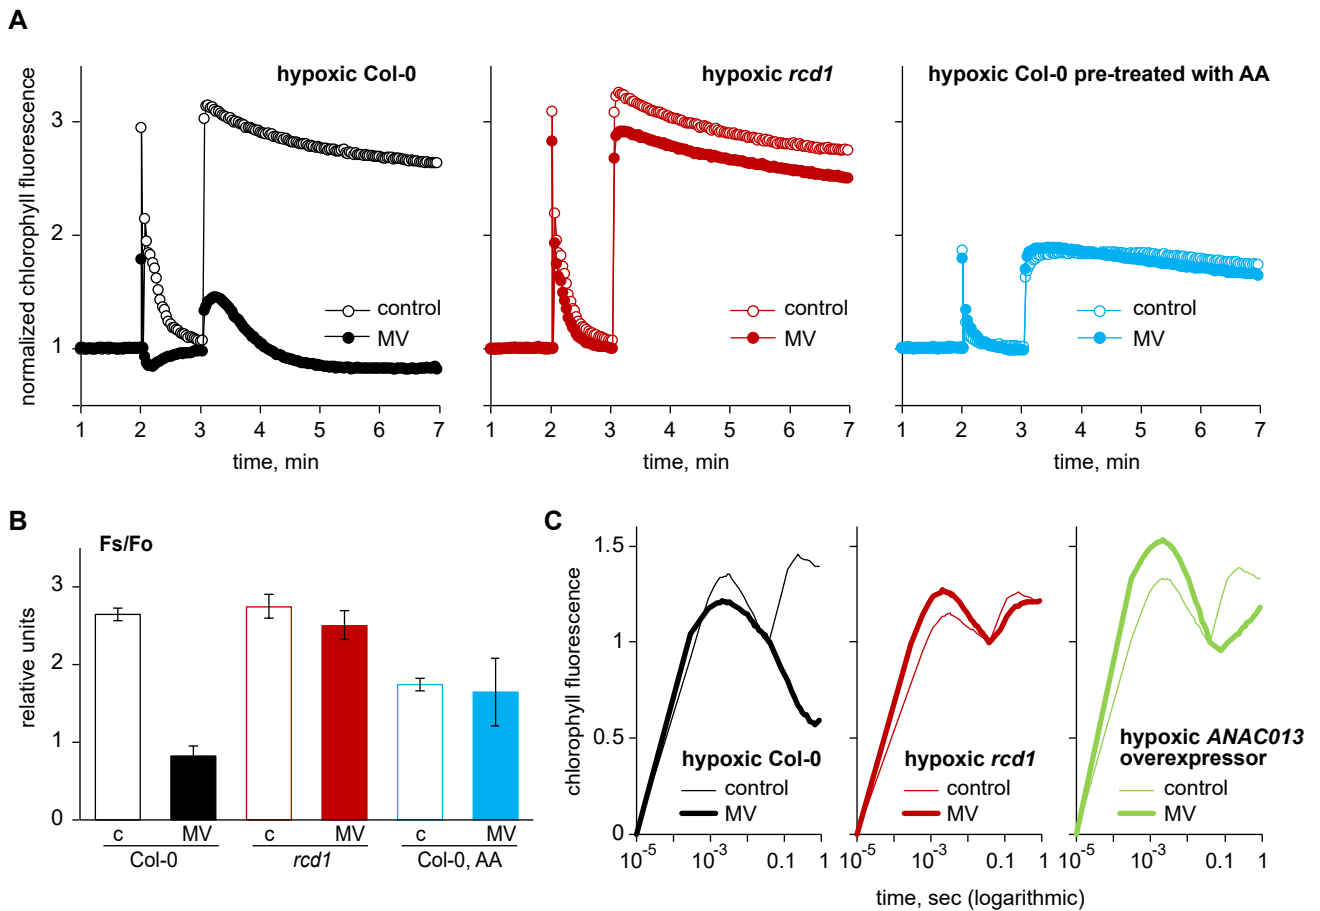 A
hypoxic Col-0
hypoxic rcd1
hypoxic Col-0 pre-treated with AA
normalized chlorophyll fluorescence
3
2
1
control
MV
control
MV
control
MV
1 2 3 4 5 6 7
1 2 3 4 5 6 7
1 2 3 4 5 6 7
time, min
time, min
time, min
B
Fs/Fo
relative units
3
2
1
0
c MV c MV c MV
Col-0 rcd1 Col-0, AA
C
chlorophyll fluorescence
1.5
1
0.5
0
hypoxic Col-0
control
MV
hypoxic rcd1
control
MV
hypoxic ANAC013
overexpressor
control
MV
10⁻⁵ 10⁻³ 0.1 1
10⁻⁵ 10⁻³ 0.1 1
10⁻⁵ 10⁻³ 0.1 1
time, sec (logarithmic)